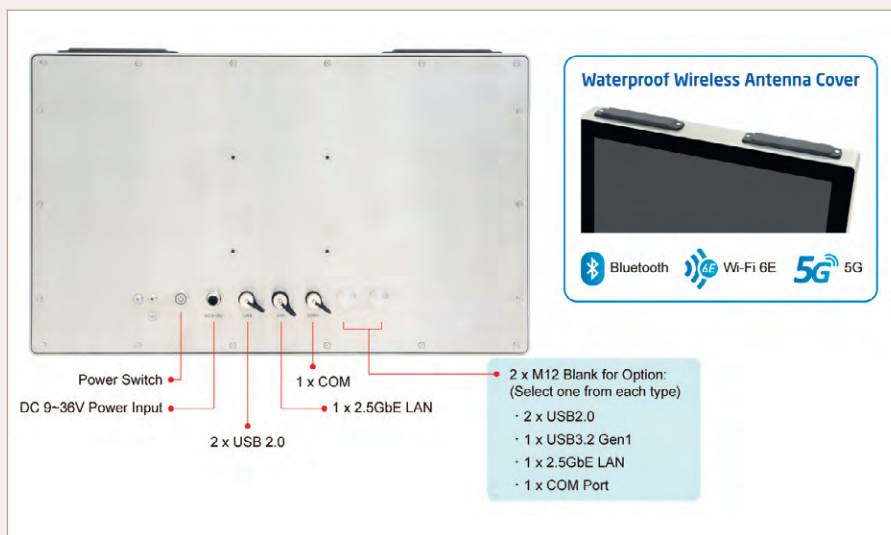 Waterproof Wireless Antenna Cover
Bluetooth
6E
Wi-Fi 6E
5G
5G
Power Switch
DC 9~36V Power Input
2 x USB 2.0
1 x COM
1 x 2.5GbE LAN
2 x M12 Blank for Option:
(Select one from each type)
· 2 x USB2.0
· 1 x USB3.2 Gen1
· 1 x 2.5GbE LAN
· 1 x COM Port